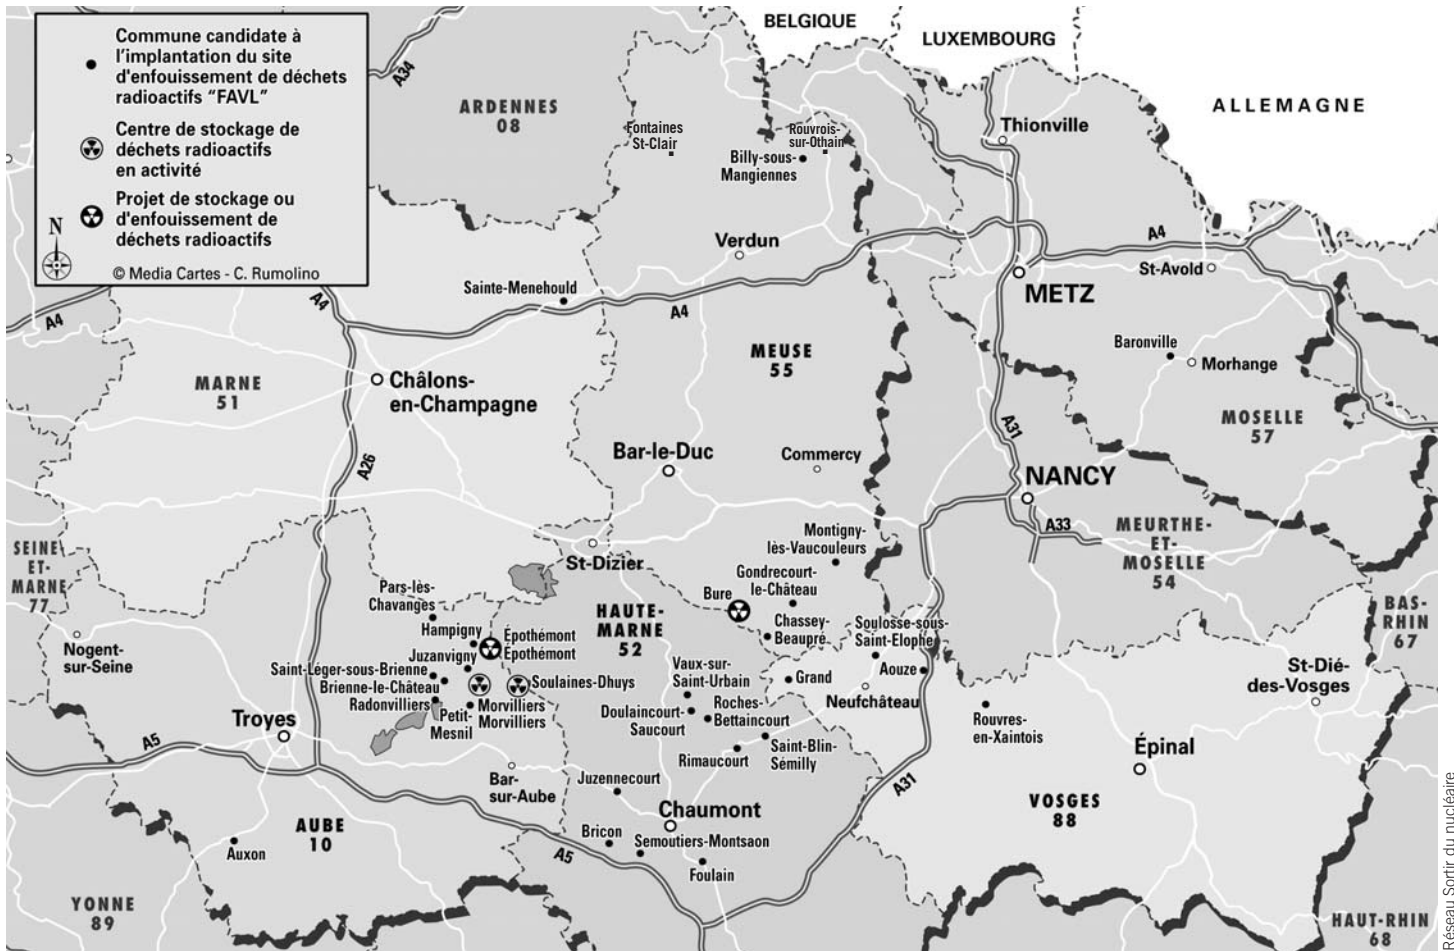 Commune candidate à
l'implantation du site
d'enfouissement de déchets
radioactifs "FAVL"
Centre de stockage de
déchets radioactifs
en activité
Projet de stockage ou
d'enfouissement de
déchets radioactifs
N
© Media Cartes - C. Rumolino
BELGIQUE
LUXEMBOURG
ALLEMAGNE
A34
ARDENNES
08
Fontaines
St-Clair
Rouvrois-
sur-Othain
Billy-sous-
Mangiennes
Thionville
Verdun
A4
St-Avold
METZ
Sainte-Menehould
A4
A4
A4
MEUSE
55
Baronville
Morhange
MARNE
51
Châlons-
en-Champagne
MOSELLE
57
A31
Bar-le-Duc
Commercy
A26
NANCY
A33
MEURTHE-
ET-
MOSELLE
54
SEINE-
ET-
MARNE
77
St-Dizier
Montigny-
lès-Vaucouleurs
Gondrecourt-
le-Château
Bure
Pars-lès-
Chavanges
HAUTE-
MARNE
52
Chassey-
Beaupré
Soulosse-sous-
Saint-Elophe
BAS-
RHIN
67
Nogent-
sur-Seine
Hampigny
Épothémont
Épothémont
Juzanvigny
Saint-Léger-sous-Brienne
Brienne-le-Château
Radonvilliers
Soulaines-Dhuys
Vaux-sur-
Saint-Urbain
Grand
Aouze
Neufchâteau
St-Dié-
des-Vosges
Petit-
Mesnil
Morvilliers
Morvilliers
Doulaincourt-
Saucourt
Roches-
Bettaincourt
Rouvres-
en-Xaintois
Troyes
A5
Rimaucourt
Saint-Blin-
Sémilly
Épinal
Bar-
sur-Aube
Juzennecourt
A31
Chaumont
VOSGES
88
AUBE
10
Auxon
Bricon
Semoutiers-Montsaon
A5
Foulain
YONNE
89
HAUT-RHIN
68
Réseau Sortir du nucléaire